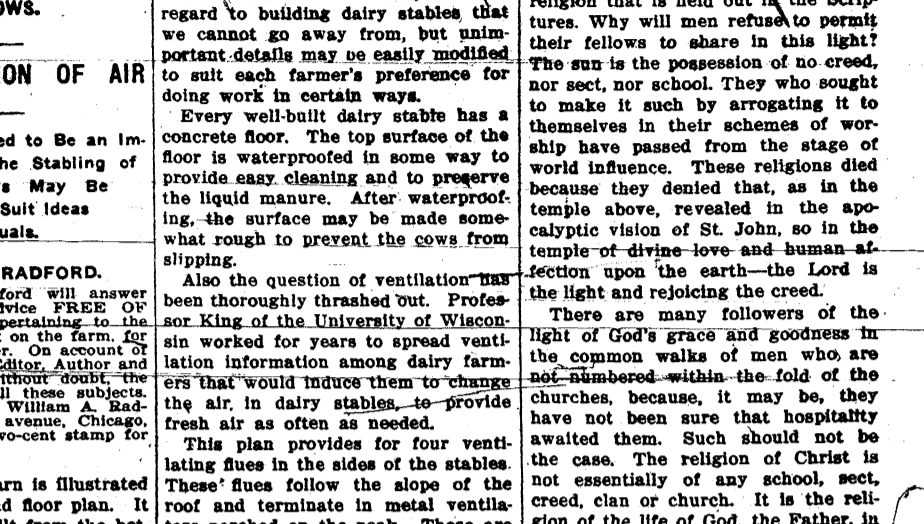 OWS.
ON OF AIR
ed to Be an Im-
he Stabling of
s May Be
Suit Ideas
uals.
RADFORD.
ford will answer
dvice FREE OF
pertaining to the
t on the farm, for
r. On account of
Editor, Author and
ithout doubt, the
ll these subjects.
William A. Rad-
avenue, Chicago,
wo-cent stamp for
arn is illustrated
d floor plan. It
regard to building dairy stables that
we cannot go away from, but unim-
portant details may be easily modified
to suit each farmer's preference for
doing work in certain ways.
Every well-built dairy stable has a
concrete floor. The top surface of the
floor is waterproofed in some way to
provide easy cleaning and to preserve
the liquid manure. After waterproof-
ing, the surface may be made some-
what rough to prevent the cows from
slipping.
Also the question of ventilation has
been thoroughly thrashed out. Profes-
sor King of the University of Wiscon-
sin worked for years to spread venti-
lation information among dairy farm-
ers that would induce them to change
the air in dairy stables, to provide
fresh air as often as needed.
This plan provides for four venti-
lating flues in the sides of the stables.
These flues follow the slope of the
roof and terminate in metal ventila-
religion that is held out in the Scrip-
tures. Why will men refuse to permit
their fellows to share in this light?
The sun is the possession of no creed,
nor sect, nor school. They who sought
to make it such by arrogating it to
themselves in their schemes of wor-
ship have passed from the stage of
world influence. These religions died
because they denied that, as in the
temple above, revealed in the apo-
calyptic vision of St. John, so in the
temple of divine love and human af-
fection upon the earth—the Lord is
the light and rejoicing the creed.
There are many followers of the
light of God's grace and goodness in
the common walks of men who are
not numbered within the fold of the
churches, because, it may be, they
have not been sure that hospitality
awaited them. Such should not be
the case. The religion of Christ is
not essentially of any school, sect,
creed, clan or church. It is the reli-
gion of the life of God, the Father, in